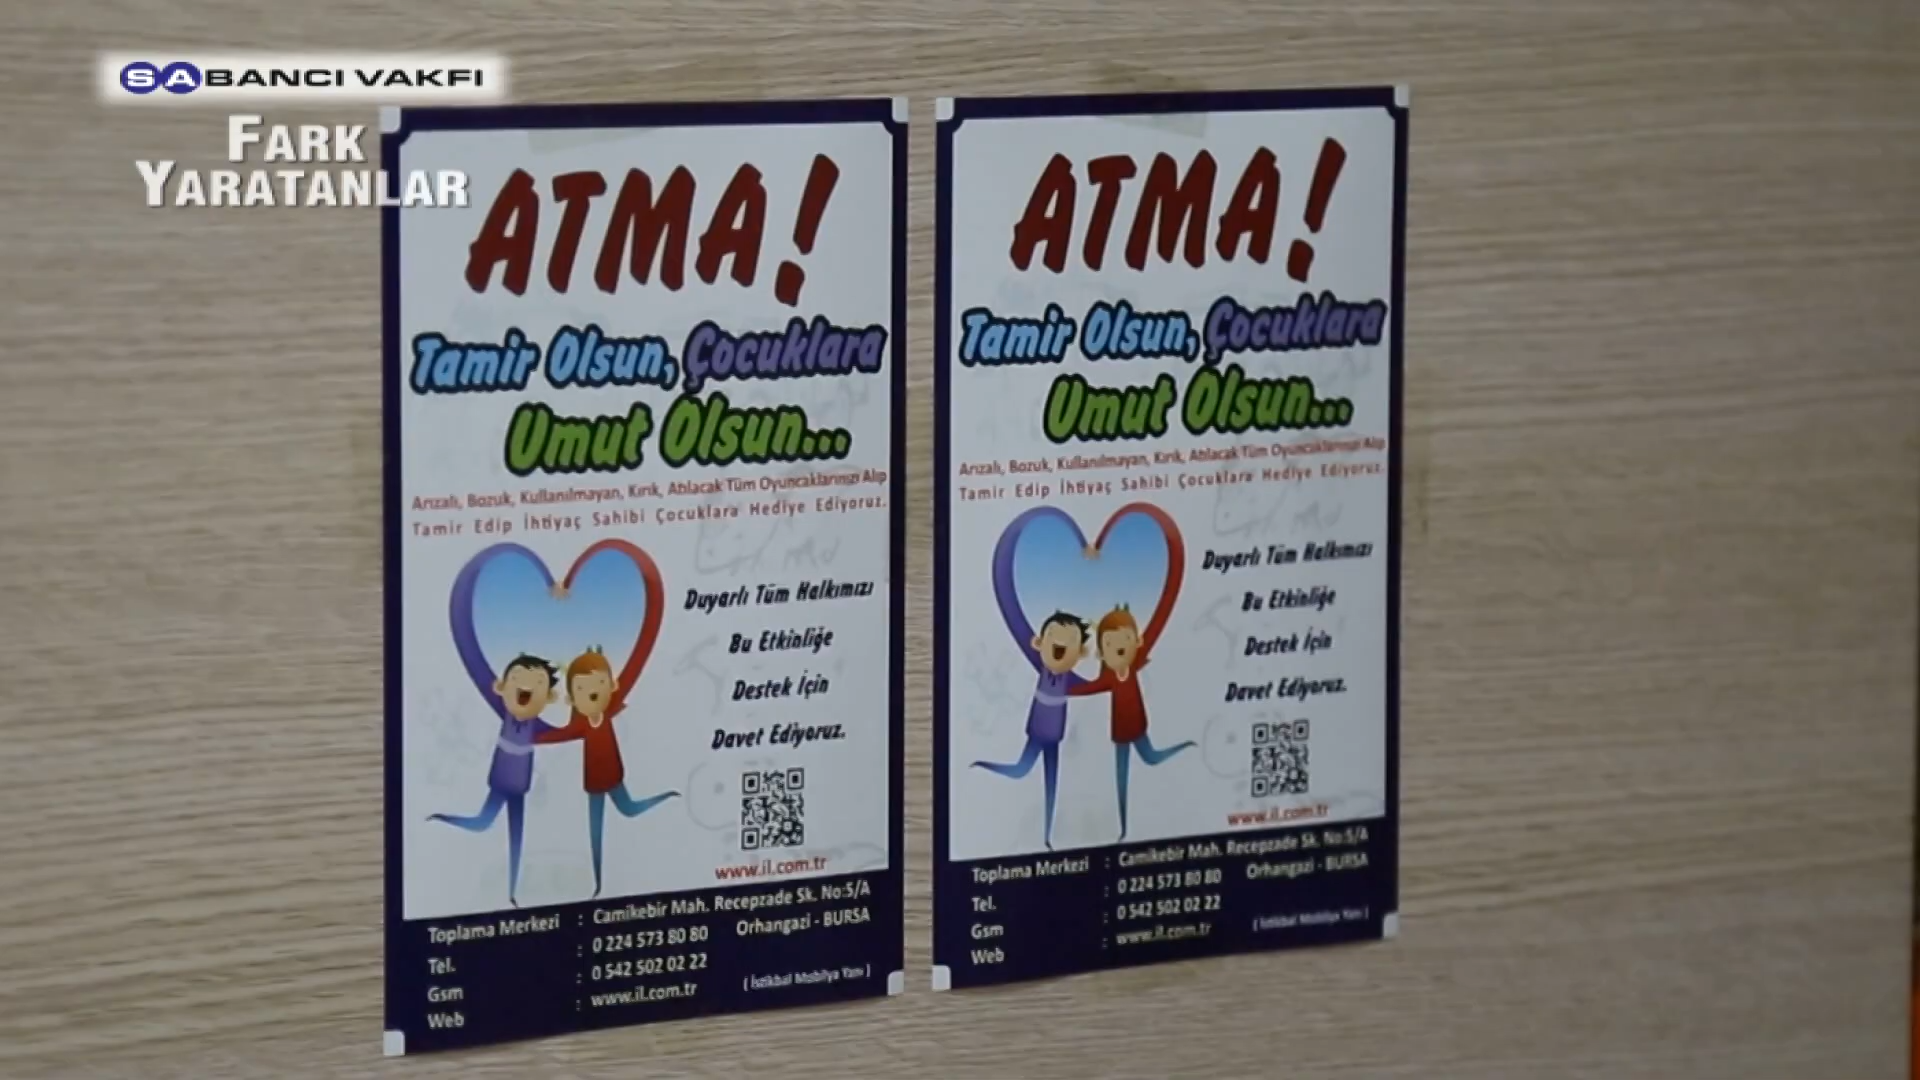 SABANCI VAKFI
FARK
YARATANLAR
ATMA!
Tamir Olsun, Çocuklara
Umut Olsun...
Arızalı, Bozuk, Kullanılmayan, Kırık, Atılacak Tüm Oyuncaklarınızı Alıp
Tamir Edip İhtiyaç Sahibi Çocuklara Hediye Ediyoruz.
Duyarlı Tüm Halkımızı
Bu Etkinliğe
Destek İçin
Davet Ediyoruz.
www.il.com.tr
Toplama Merkezi : Camikebir Mah. Recepzade Sk. No:5/A
Orhangazi - BURSA
Tel. : 0 224 573 80 80
Gsm : 0 542 502 02 22
Web : www.il.com.tr
( İstikbal Mobilya Yanı )
ATMA!
Tamir Olsun, Çocuklara
Umut Olsun...
Arızalı, Bozuk, Kullanılmayan, Kırık, Atılacak Tüm Oyuncaklarınızı Alıp
Tamir Edip İhtiyaç Sahibi Çocuklara Hediye Ediyoruz.
Duyarlı Tüm Halkımızı
Bu Etkinliğe
Destek İçin
Davet Ediyoruz.
www.il.com.tr
Toplama Merkezi : Camikebir Mah. Recepzade Sk. No:5/A
Orhangazi - BURSA
Tel. : 0 224 573 80 80
Gsm : 0 542 502 02 22
Web : www.il.com.tr
( İstikbal Mobilya Yanı )